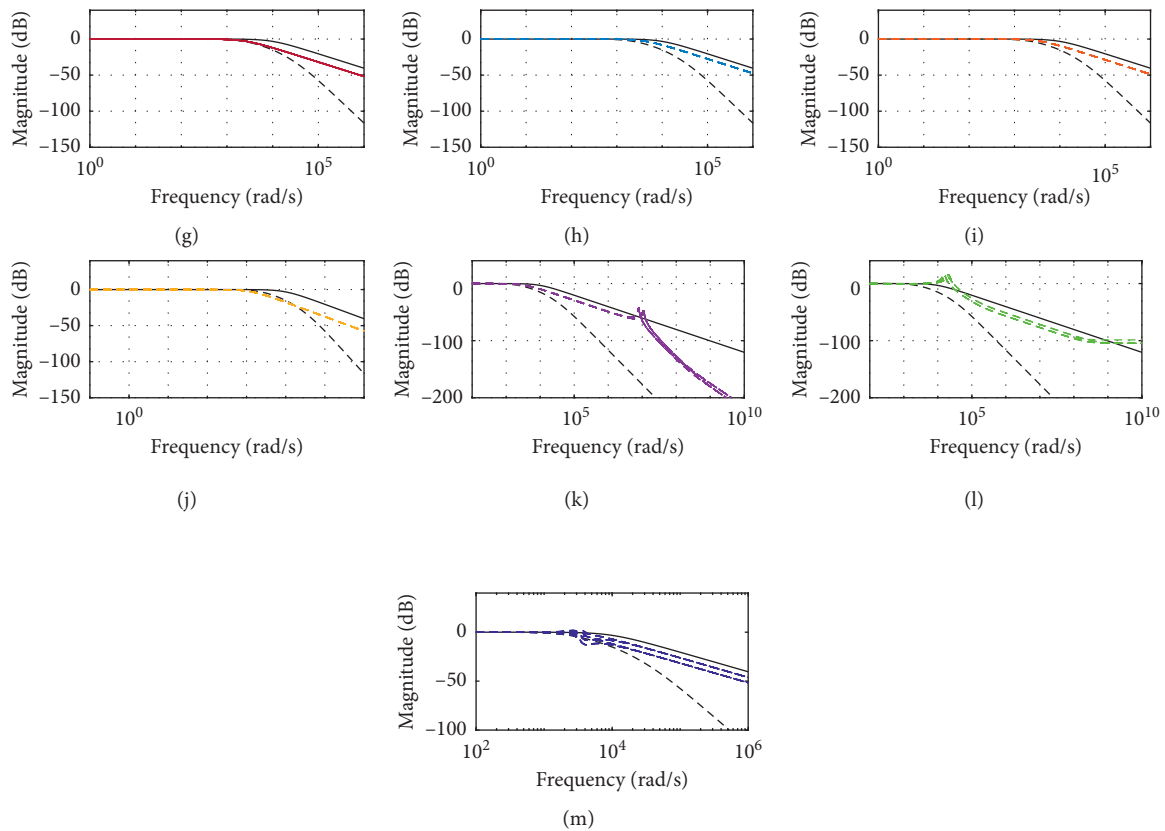 Magnitude (dB)
0
−50
−100
−150
10^0
10^5
Frequency (rad/s)
(g)
Magnitude (dB)
0
−50
−100
−150
10^0
10^5
Frequency (rad/s)
(h)
Magnitude (dB)
0
−50
−100
−150
10^0
10^5
Frequency (rad/s)
(i)
Magnitude (dB)
0
−50
−100
−150
10^0
Frequency (rad/s)
(j)
Magnitude (dB)
0
−100
−200
10^5
10^10
Frequency (rad/s)
(k)
Magnitude (dB)
0
−100
−200
10^5
10^10
Frequency (rad/s)
(l)
Magnitude (dB)
0
−50
−100
10^2
10^4
10^6
Frequency (rad/s)
(m)